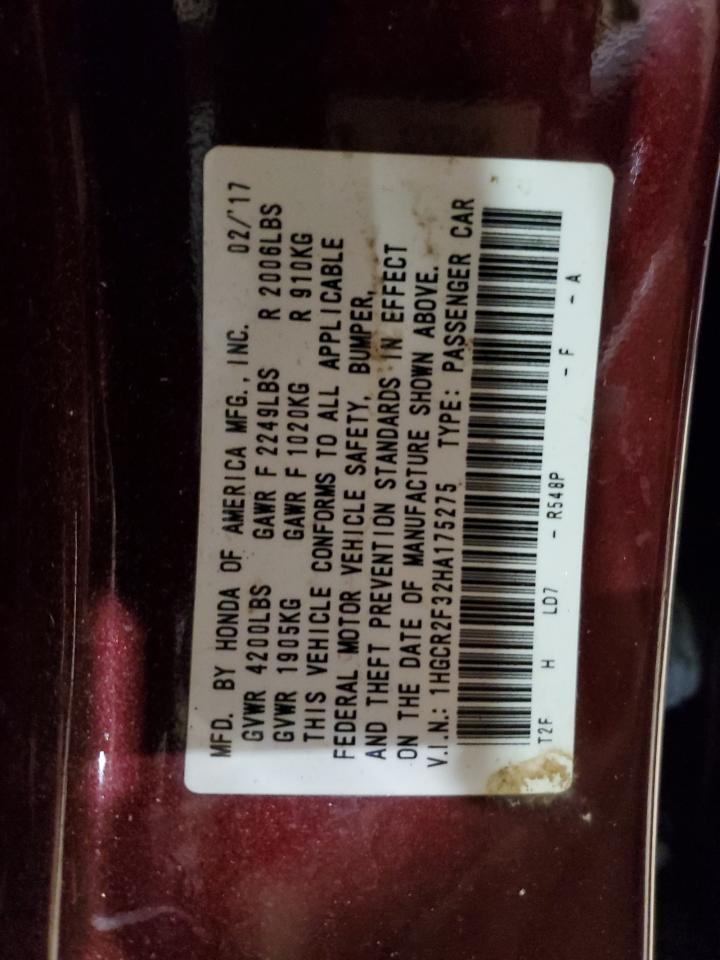 MFD. BY HONDA OF AMERICA MFG., INC. 02/'17
GVWR 4200LBS GAWR F 2249LBS R 2006LBS
GVWR 1905KG GAWR F 1020KG R 910KG
THIS VEHICLE CONFORMS TO ALL APPLICABLE
FEDERAL MOTOR VEHICLE SAFETY, BUMPER,
AND THEFT PREVENTION STANDARDS IN EFFECT
ON THE DATE OF MANUFACTURE SHOWN ABOVE.
V.I.N.: 1HGCR2F32HA175275 TYPE: PASSENGER CAR
T2F H LD7 - R548P - F - A